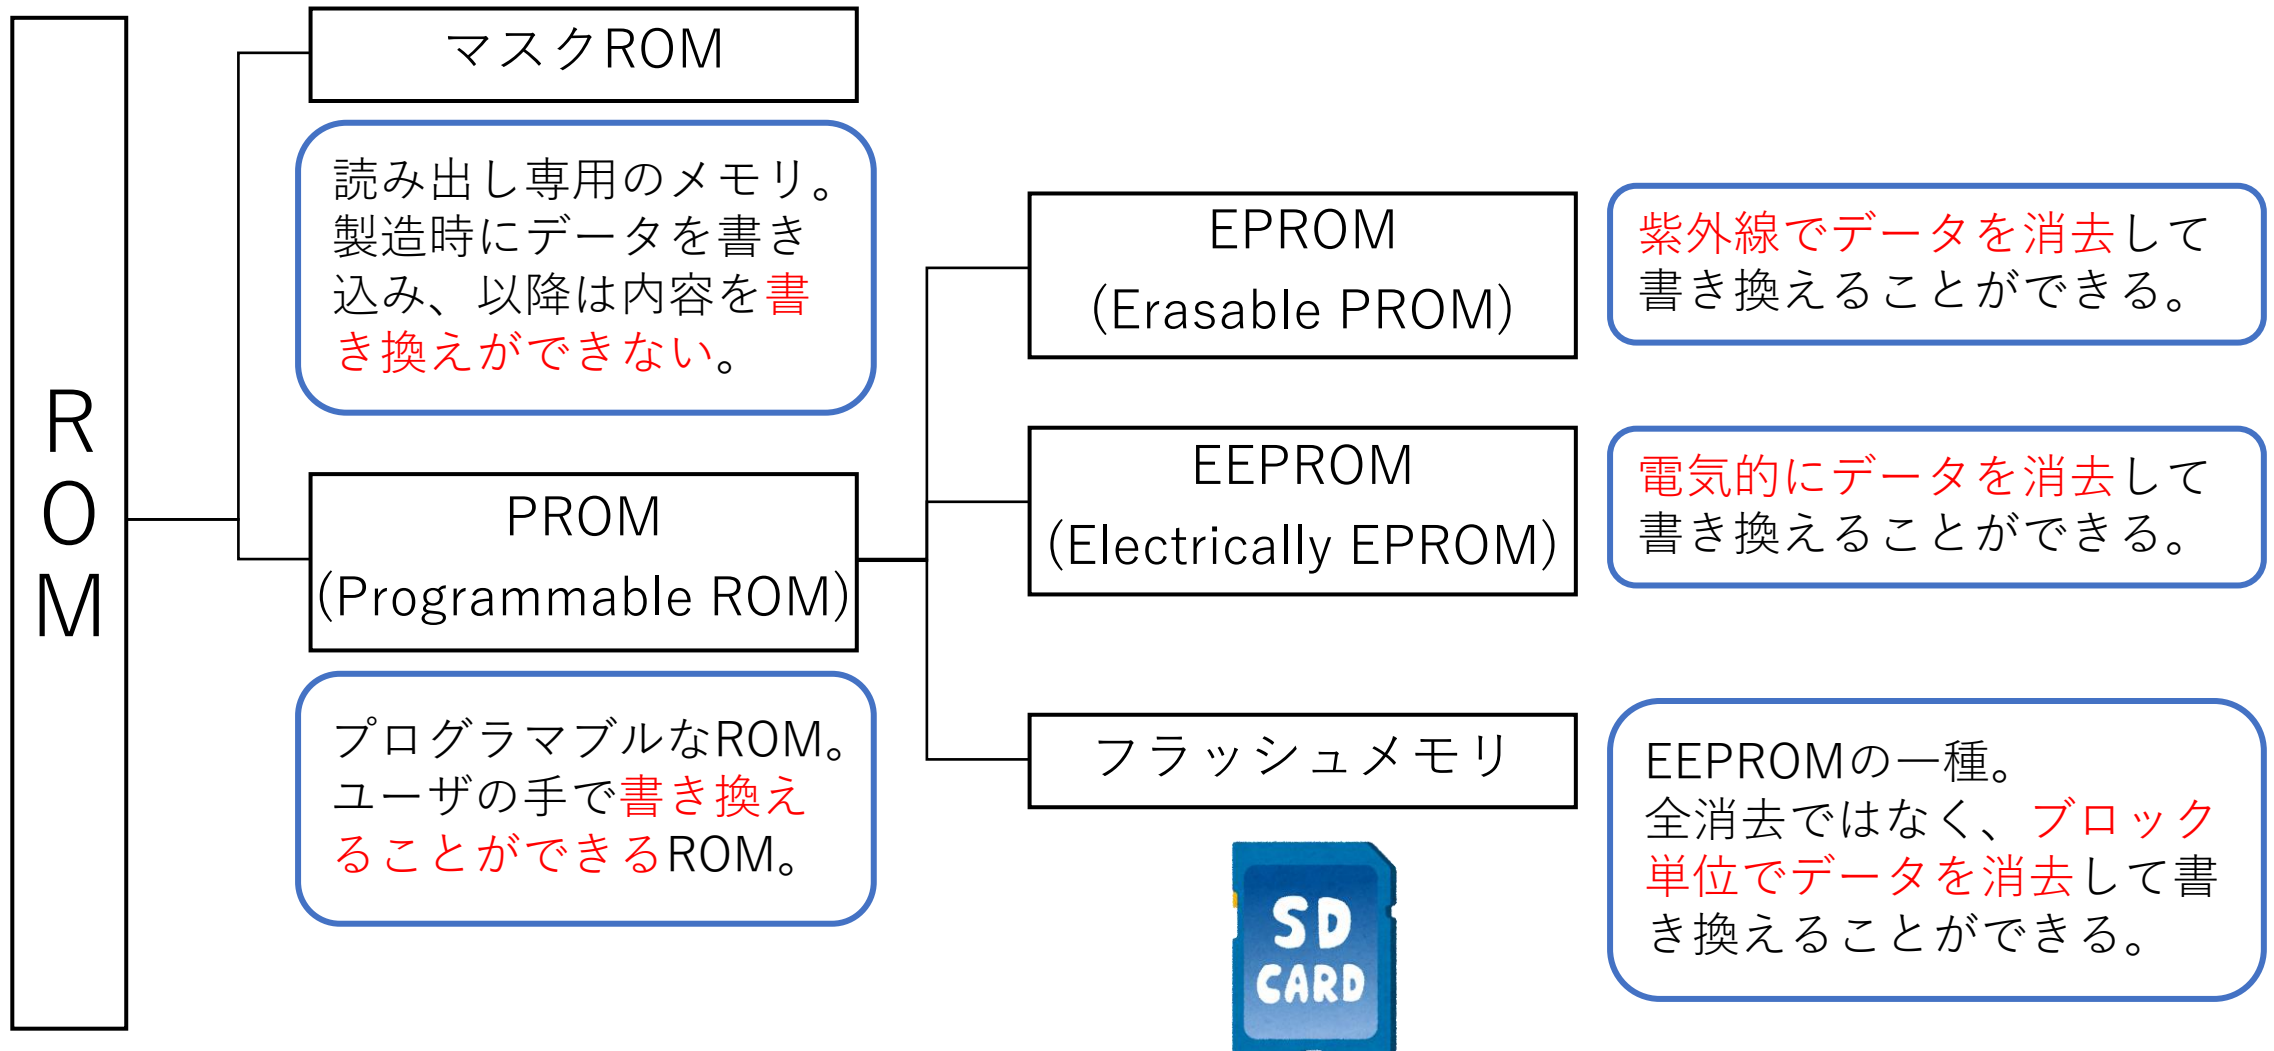 ROM
マスクROM
読み出し専用のメモリ。
製造時にデータを書き
込み、以降は内容を書
き換えができない。
PROM
(Programmable ROM)
プログラマブルなROM。
ユーザの手で書き換え
ることができるROM。
EPROM
(Erasable PROM)
紫外線でデータを消去して
書き換えることができる。
EEPROM
(Electrically EPROM)
電気的にデータを消去して
書き換えることができる。
フラッシュメモリ
EEPROMの一種。
全消去ではなく、ブロック
単位でデータを消去して書
き換えることができる。
SD
CARD